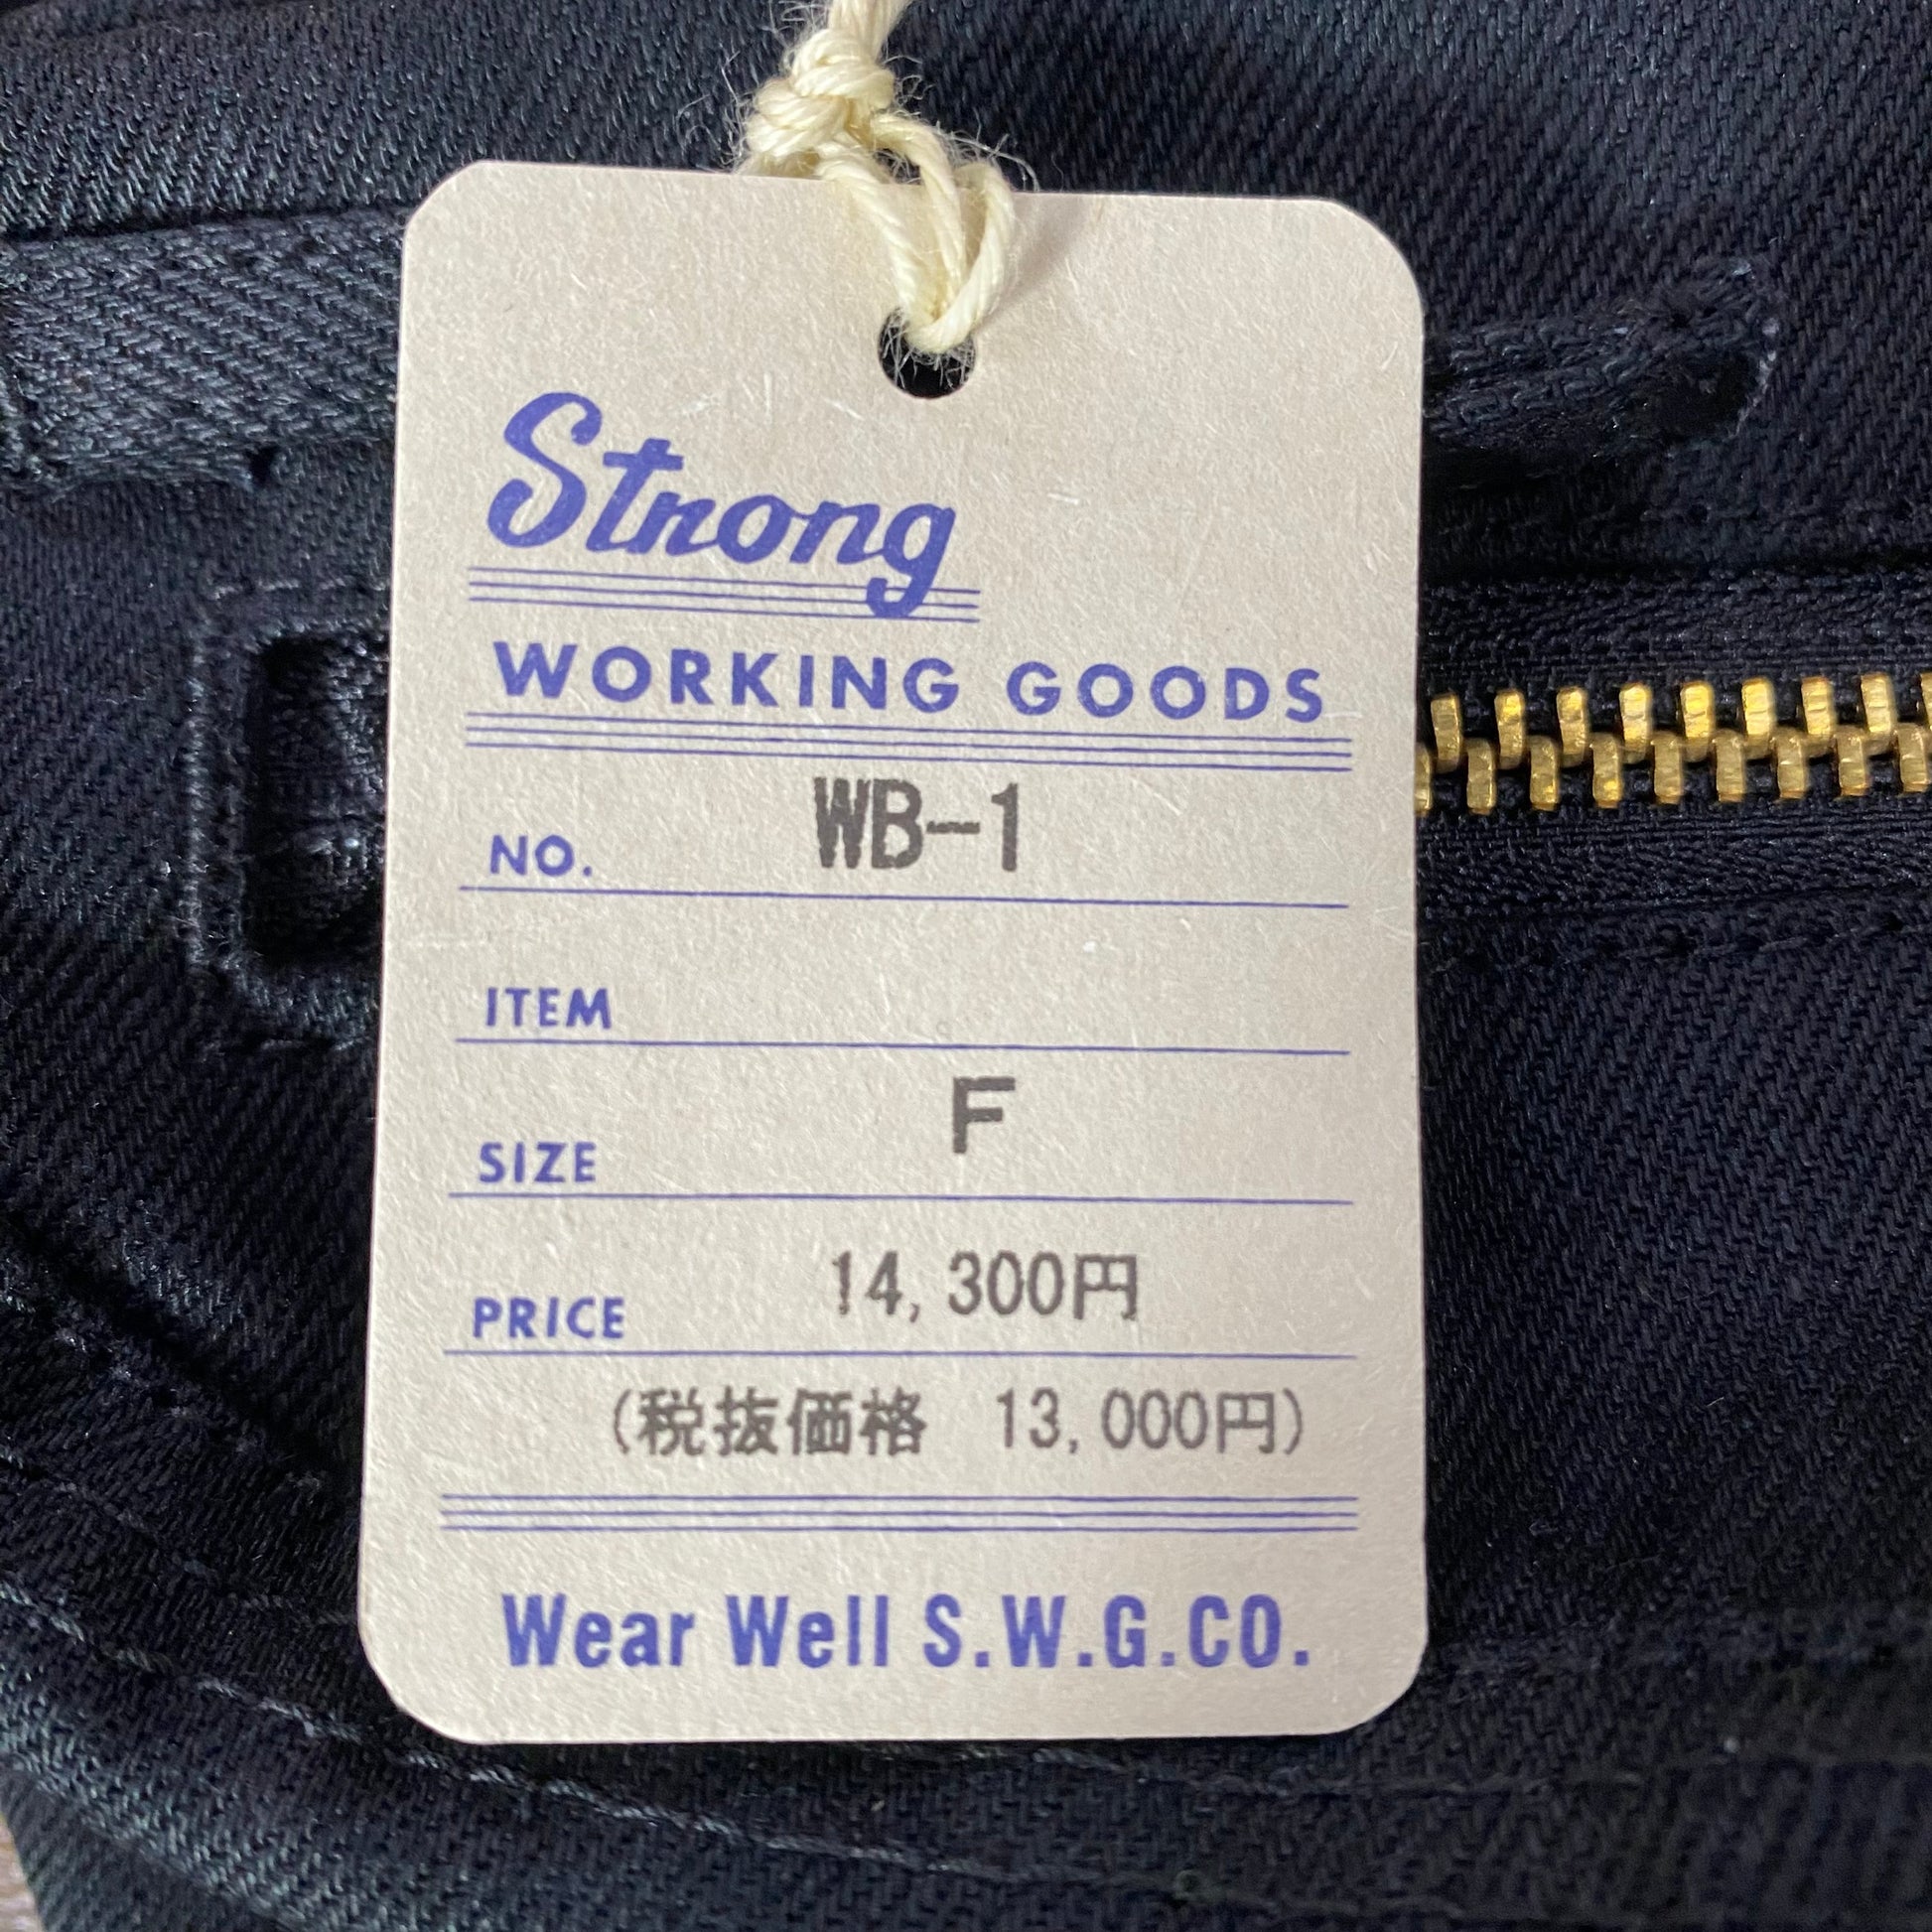 Strong
WORKING GOODS
NO. WB-1
ITEM
SIZE F
PRICE 14,300円
(税抜価格　13,000円)
Wear Well S.W.G.CO.